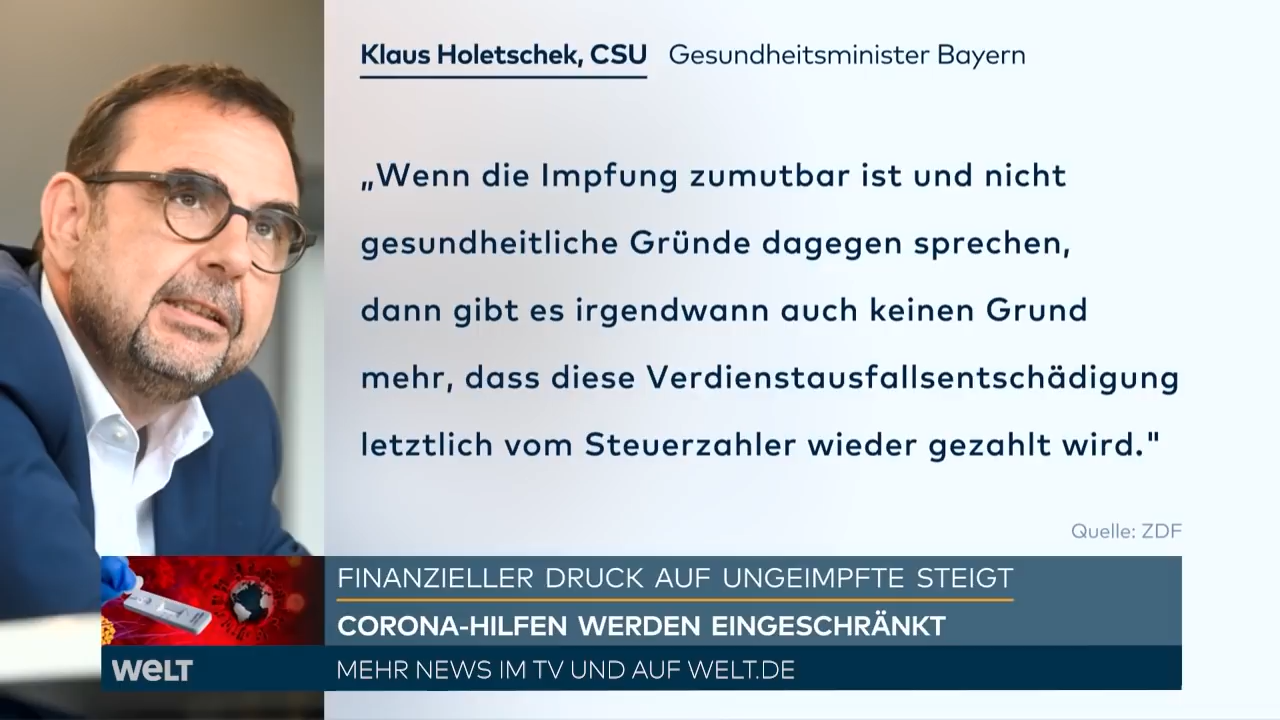 Klaus Holetschek, CSU Gesundheitsminister Bayern
„Wenn die Impfung zumutbar ist und nicht
gesundheitliche Gründe dagegen sprechen,
dann gibt es irgendwann auch keinen Grund
mehr, dass diese Verdienstausfallsentschädigung
letztlich vom Steuerzahler wieder gezahlt wird."
Quelle: ZDF
FINANZIELLER DRUCK AUF UNGEIMPFTE STEIGT
CORONA-HILFEN WERDEN EINGESCHRÄNKT
WELT MEHR NEWS IM TV UND AUF WELT.DE